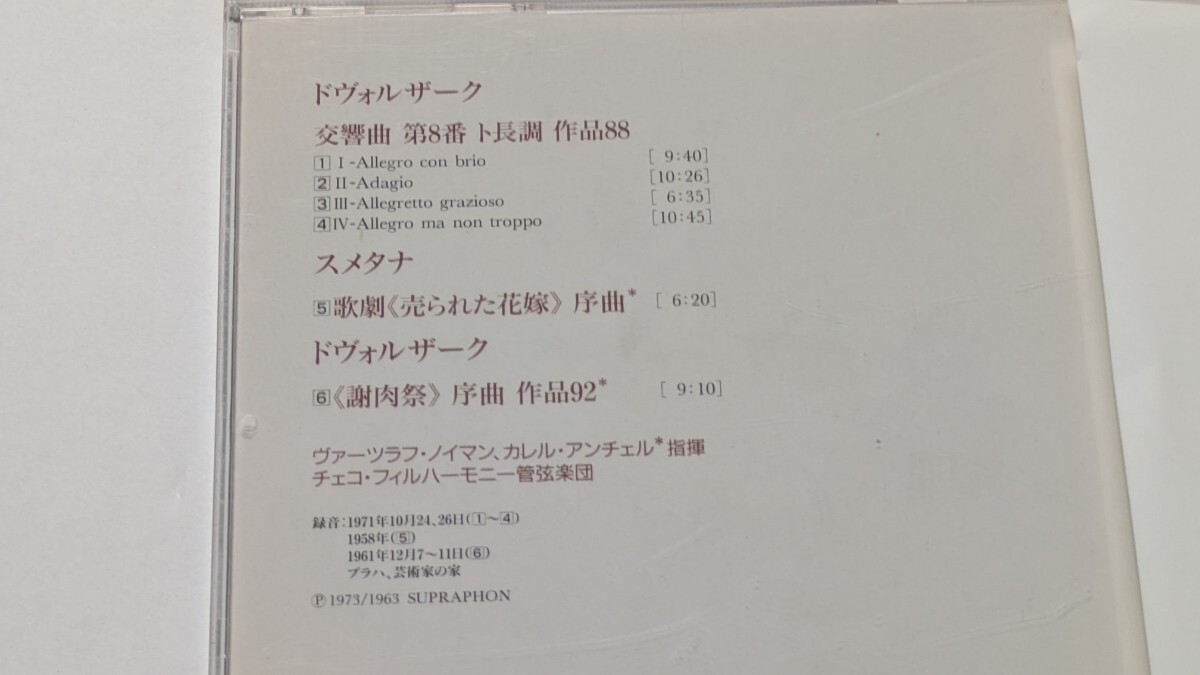 ドヴォルザーク
交響曲 第8番 ト長調 作品88
1 I-Allegro con brio [ 9:40]
2 II-Adagio [10:26]
3 III-Allegretto grazioso [ 6:35]
4 IV-Allegro ma non troppo [10:45]
スメタナ
5 歌劇《売られた花嫁》序曲* [ 6:20]
ドヴォルザーク
6 《謝肉祭》序曲 作品92* [ 9:10]
ヴァーツラフ・ノイマン、カレル・アンチェル*指揮
チェコ・フィルハーモニー管弦楽団
録音:1971年10月24、26日(1〜4)
1958年(5)
1961年12月7〜11日(6)
プラハ、芸術家の家
Ⓟ 1973/1963 SUPRAPHON